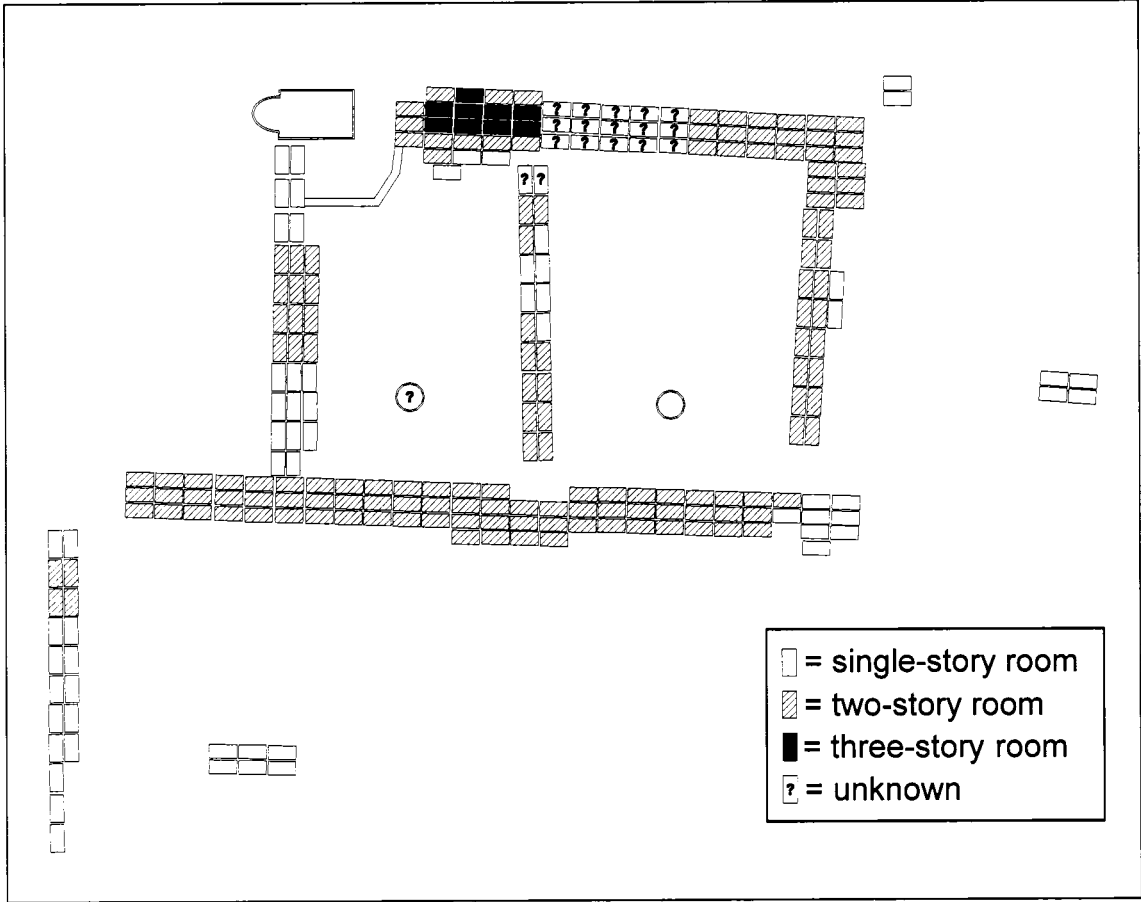 ? ? ? ? ?
? ? ? ? ?
? ? ? ? ?
? ?
?
= single-story room
= two-story room
= three-story room
? = unknown